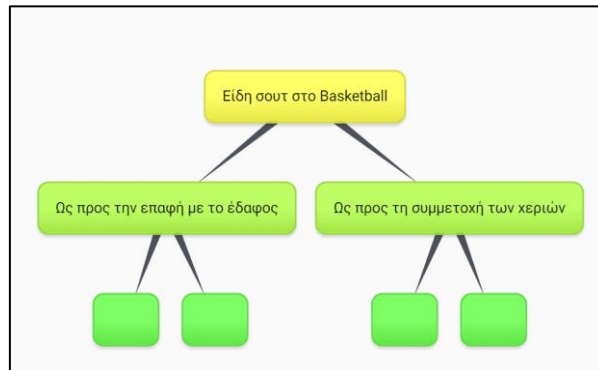 Είδη σουτ στο Basketball
Ως προς την επαφή με το έδαφος
Ως προς τη συμμετοχή των χεριών